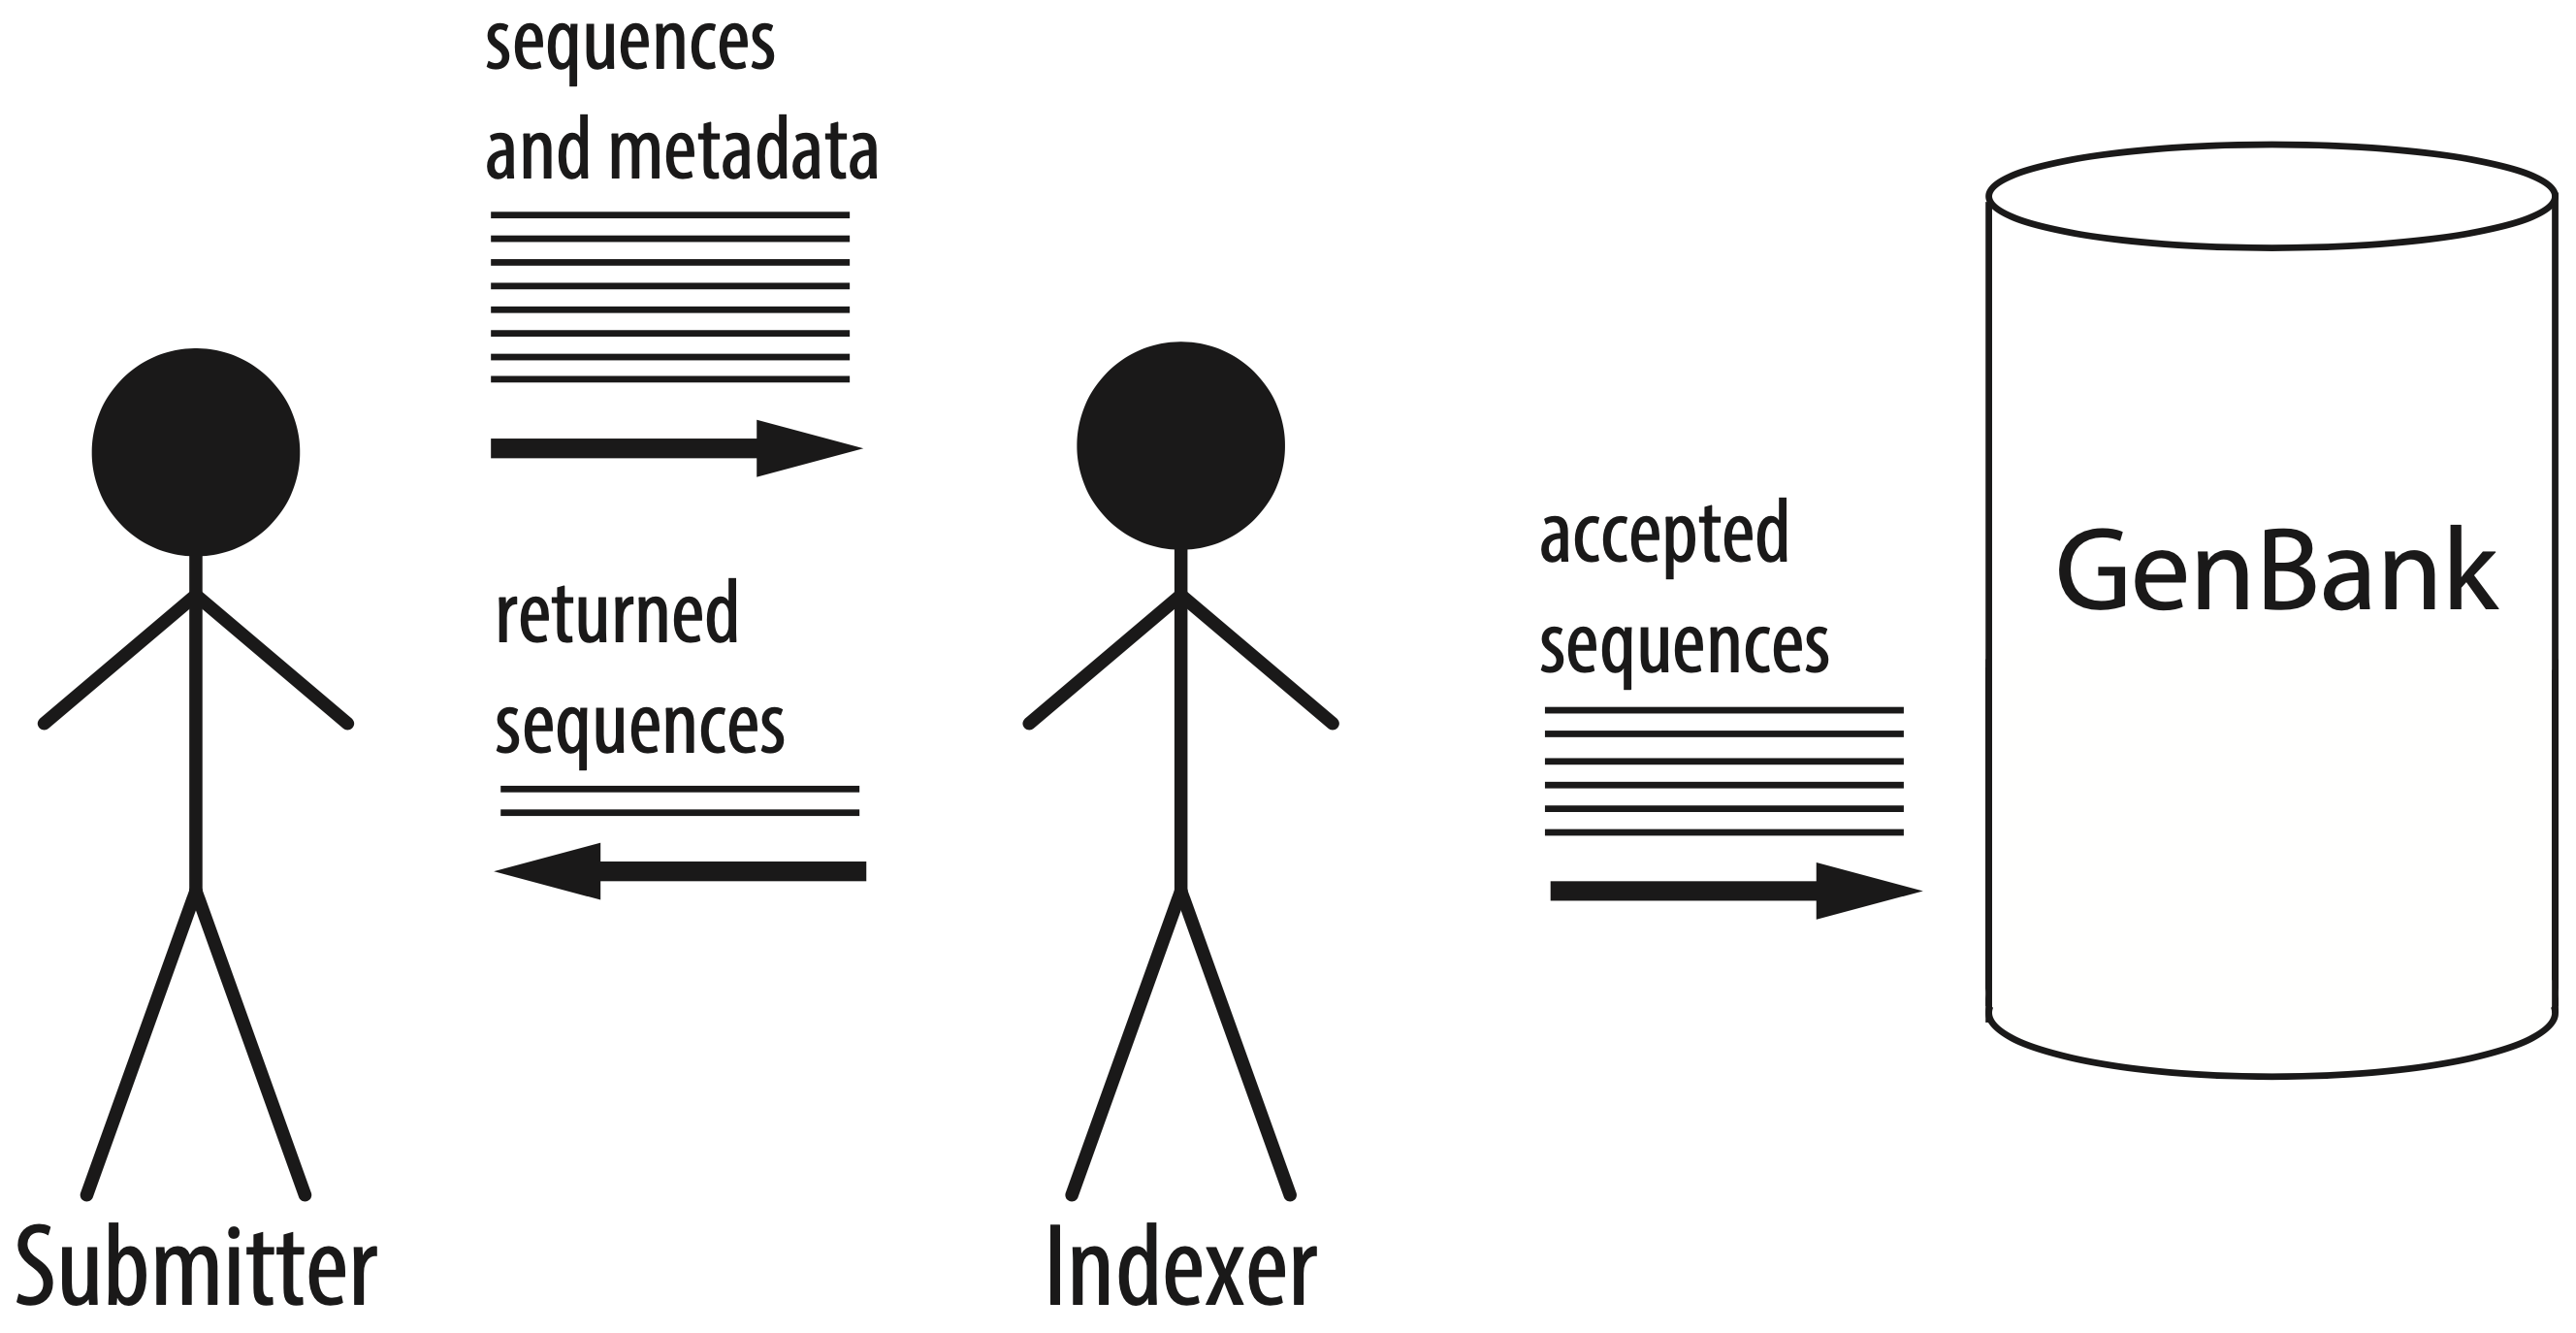 sequences
and metadata
returned
sequences
accepted
sequences
GenBank
Submitter
Indexer